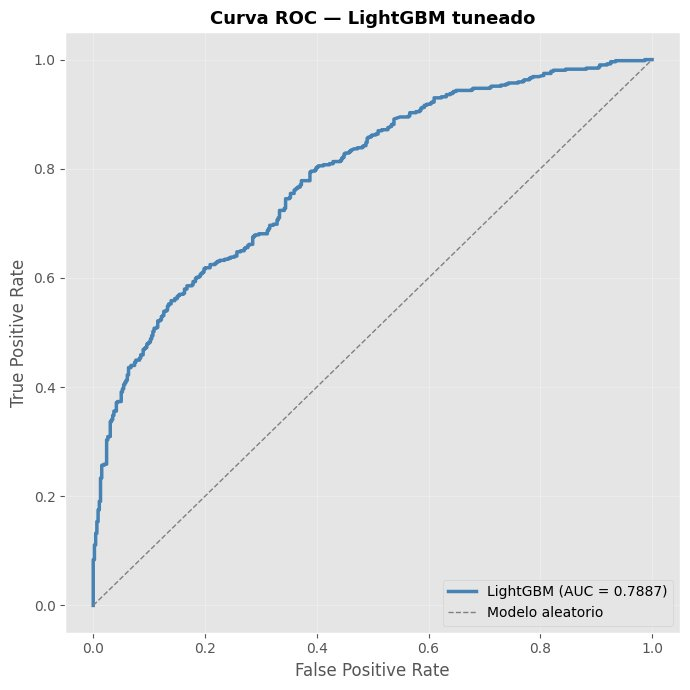 Curva ROC — LightGBM tuneado
True Positive Rate
1.0
0.8
0.6
0.4
0.2
0.0
LightGBM (AUC = 0.7887)
Modelo aleatorio
0.0 0.2 0.4 0.6 0.8 1.0
False Positive Rate